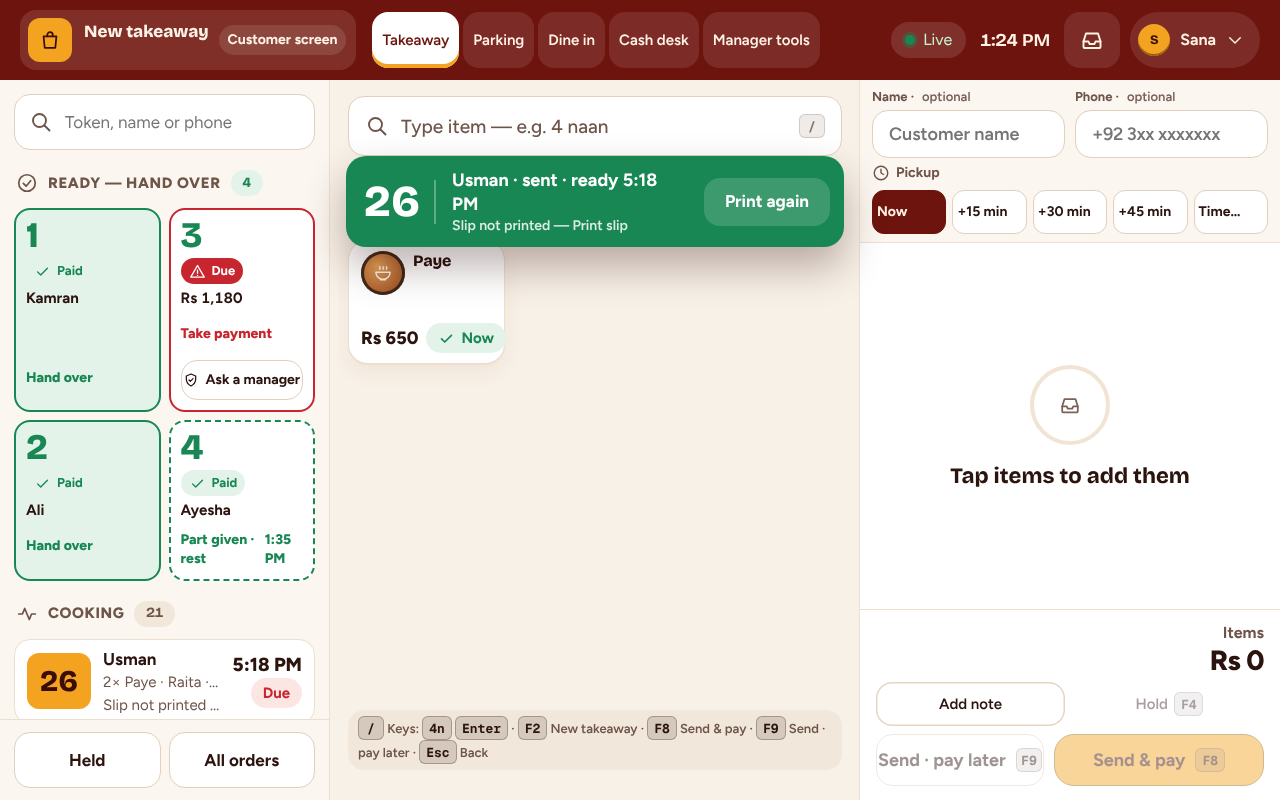 New takeaway
Customer screen
Takeaway
Parking
Dine in
Cash desk
Manager tools
Live
1:24 PM
S
Sana
Token, name or phone
READY — HAND OVER 4
1
Paid
Kamran
Hand over
3
Due
Rs 1,180
Take payment
Ask a manager
2
Paid
Ali
Hand over
4
Paid
Ayesha
Part given · rest
1:35 PM
COOKING 21
26
Usman
2× Paye · Raita ·...
Slip not printed ...
5:18 PM
Due
Held
All orders
Type item — e.g. 4 naan
/
26
Usman · sent · ready 5:18
PM
Slip not printed — Print slip
Print again
Paye
Rs 650
Now
/ Keys: 4n Enter · F2 New takeaway · F8 Send & pay · F9 Send ·
pay later · Esc Back
Name · optional
Customer name
Phone · optional
+92 3xx xxxxxxx
Pickup
Now
+15 min
+30 min
+45 min
Time...
Tap items to add them
Items
Rs 0
Add note
Hold F4
Send · pay later F9
Send & pay F8